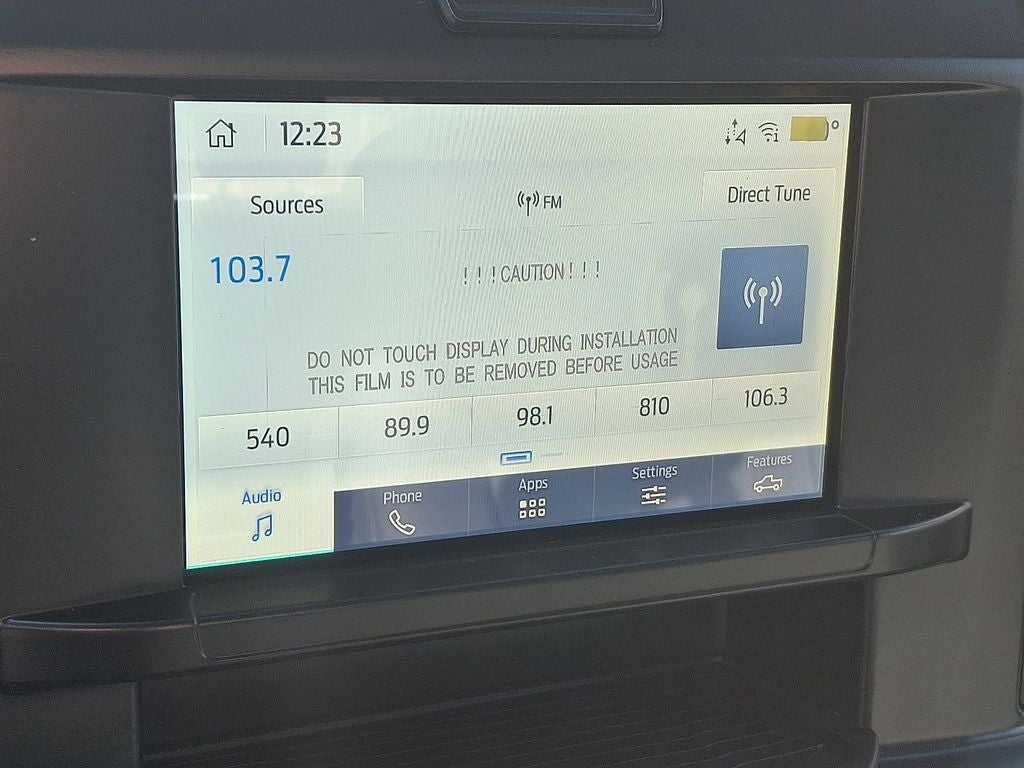 12:23
Sources
FM
Direct Tune
103.7
! ! ! CAUTION ! ! !
DO NOT TOUCH DISPLAY DURING INSTALLATION
THIS FILM IS TO BE REMOVED BEFORE USAGE
540 89.9 98.1 810 106.3
Audio Phone Apps Settings Features